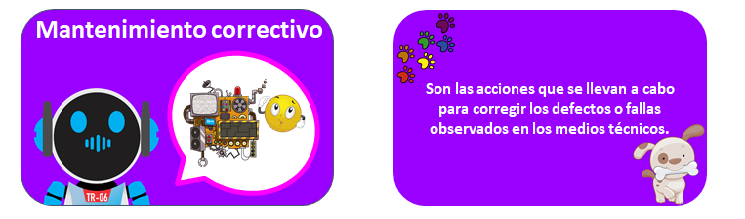 Mantenimiento correctivo
TR-06
Son las acciones que se llevan a cabo
para corregir los defectos o fallas
observados en los medios técnicos.